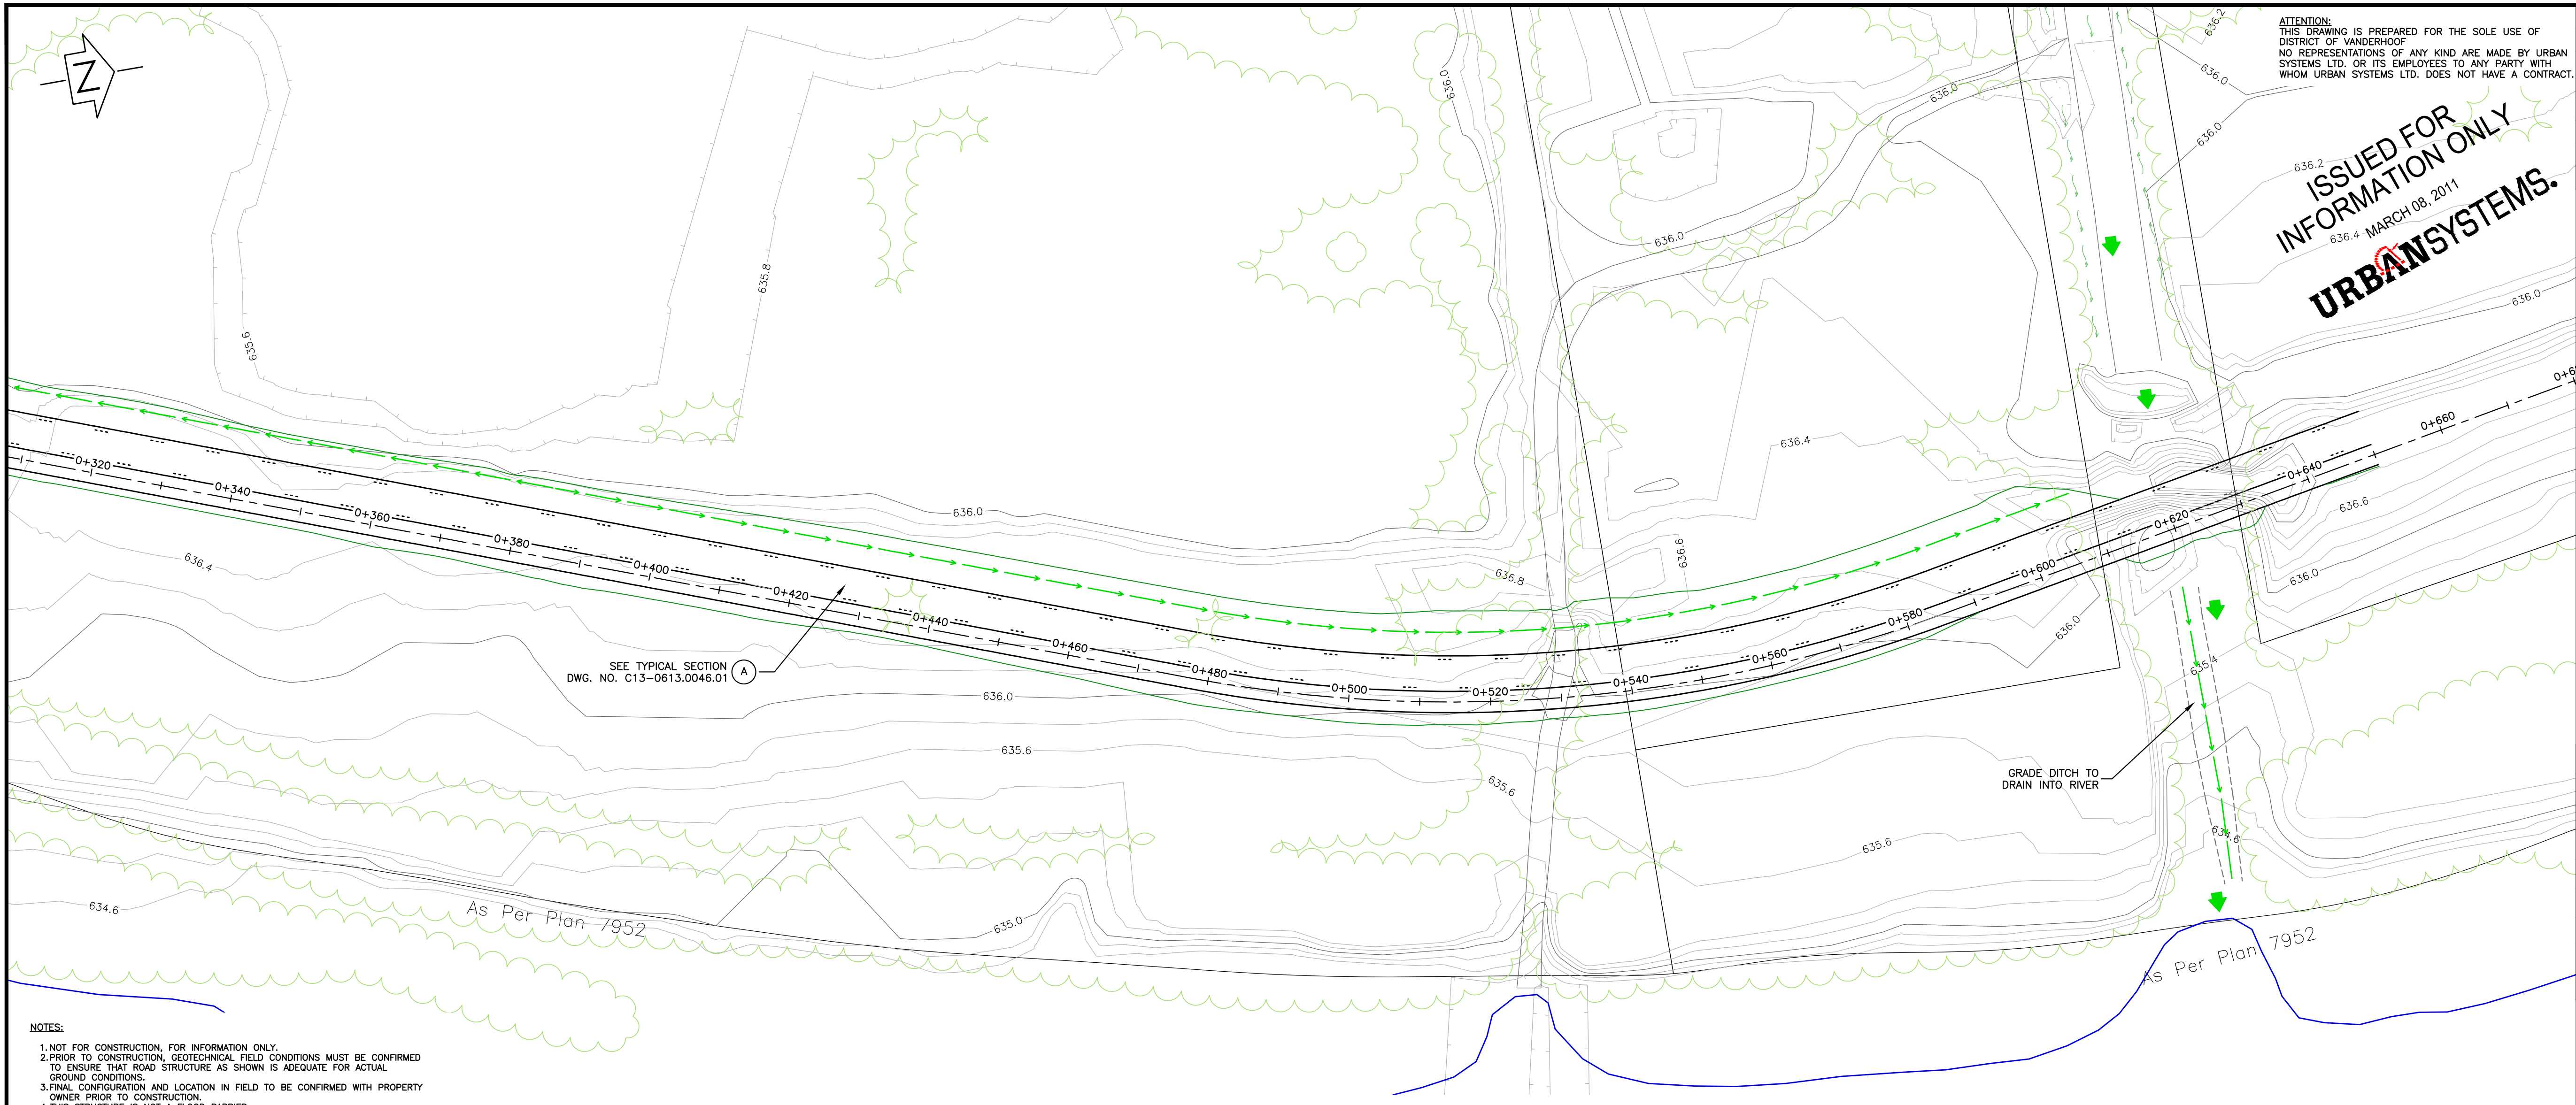 ATTENTION:
THIS DRAWING IS PREPARED FOR THE SOLE USE OF
DISTRICT OF VANDERHOOF
NO REPRESENTATIONS OF ANY KIND ARE MADE BY URBAN
SYSTEMS LTD. OR ITS EMPLOYEES TO ANY PARTY WITH
WHOM URBAN SYSTEMS LTD. DOES NOT HAVE A CONTRACT.
N
636.0
636.2
636.0
636.0
636.0
636.2
ISSUED FOR
INFORMATION ONLY
MARCH 08, 2011
636.4
URBANSYSTEMS.
636.0
636.0
635.8
635.6
0+660
636.4
0+640
636.6
0+320
0+340
0+360
0+380
0+400
0+420
0+440
0+460
0+480
0+500
0+520
0+540
0+560
0+580
0+600
0+620
636.0
636.6
636.8
636.4
636.0
636.0
635.4
SEE TYPICAL SECTION
DWG. NO. C13-0613.0046.01
A
636.0
635.6
635.6
GRADE DITCH TO
DRAIN INTO RIVER
634.6
635.6
634.6
As Per Plan 7952
635.0
As Per Plan 7952
NOTES:
1. NOT FOR CONSTRUCTION, FOR INFORMATION ONLY.
2. PRIOR TO CONSTRUCTION, GEOTECHNICAL FIELD CONDITIONS MUST BE CONFIRMED
TO ENSURE THAT ROAD STRUCTURE AS SHOWN IS ADEQUATE FOR ACTUAL
GROUND CONDITIONS.
3. FINAL CONFIGURATION AND LOCATION IN FIELD TO BE CONFIRMED WITH PROPERTY
OWNER PRIOR TO CONSTRUCTION.